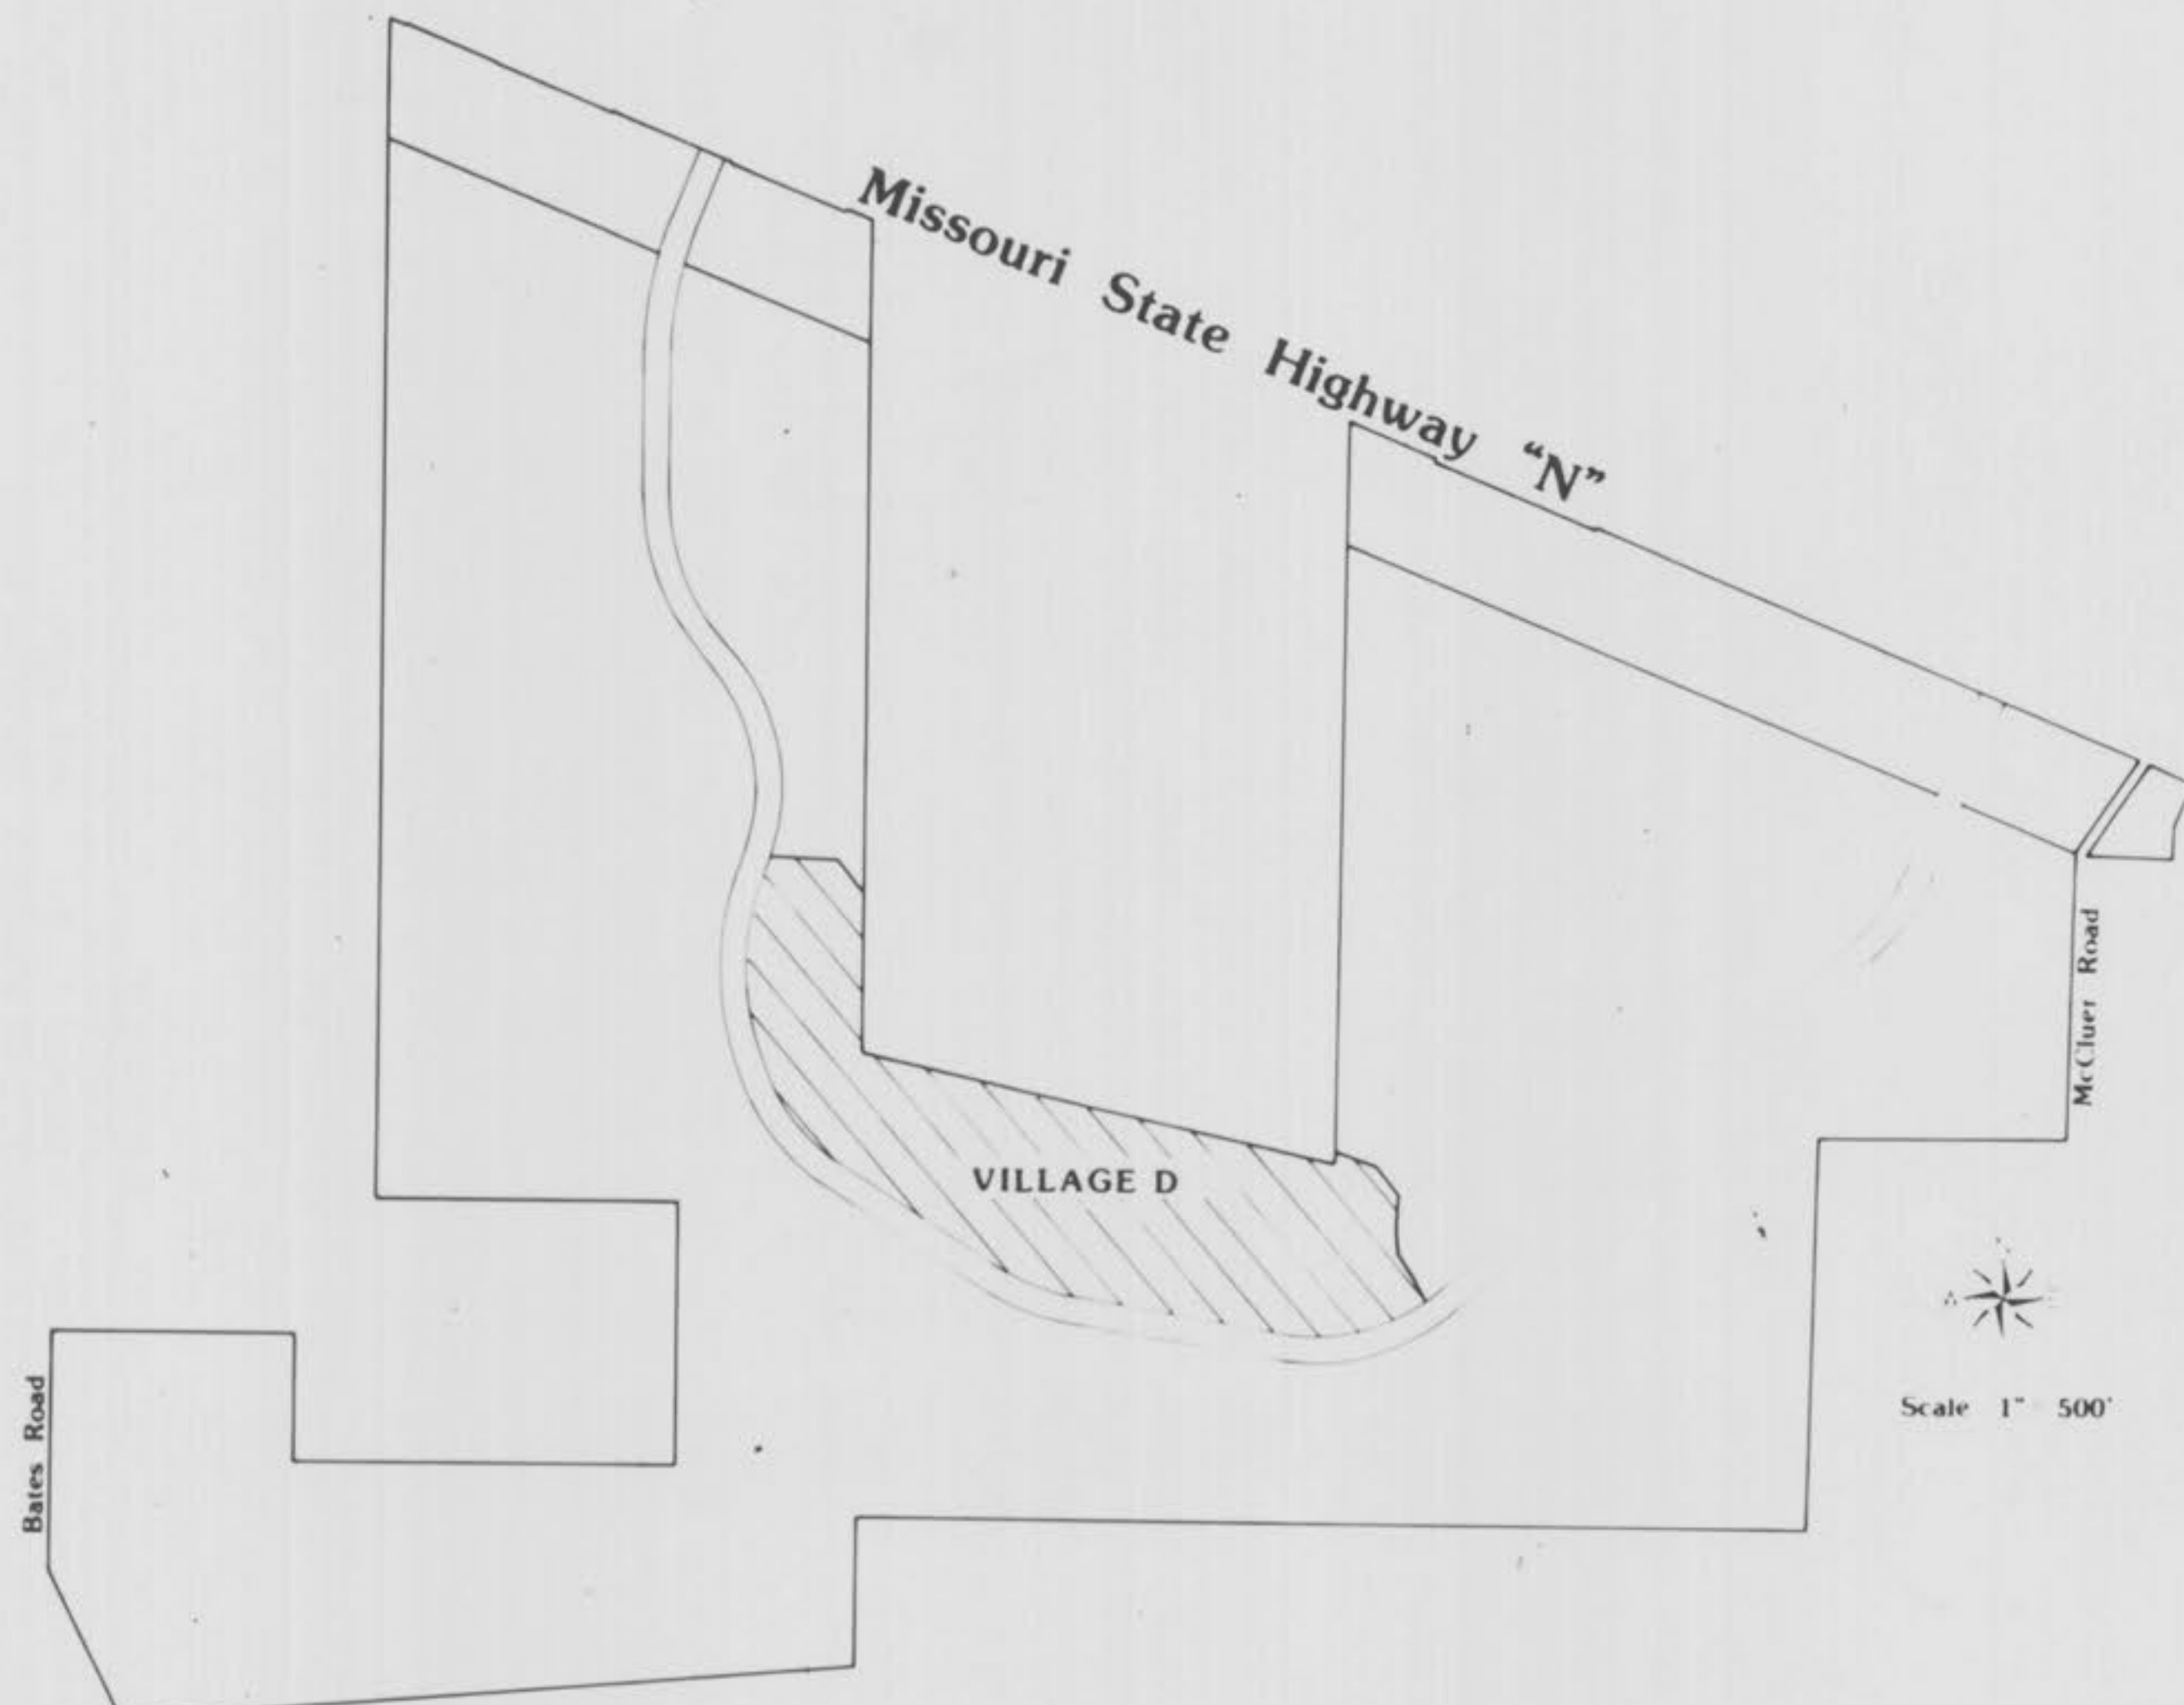 Missouri State Highway “N”
McCluer Road
VILLAGE D
Scale 1" 500'
Bates Road